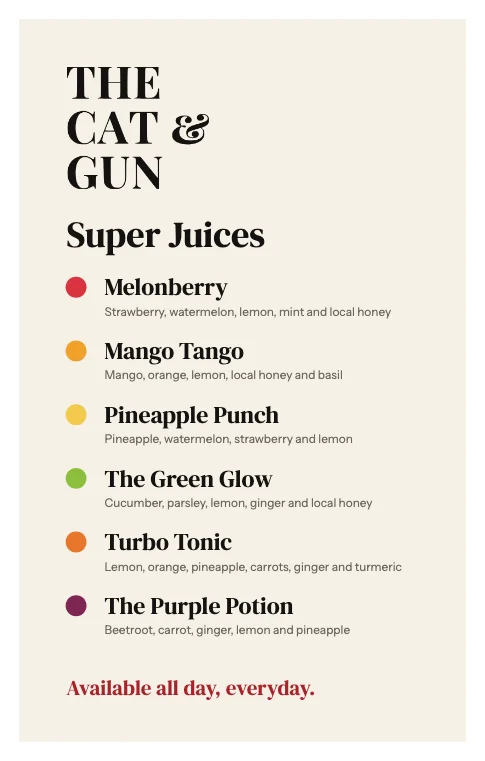 THE
CAT &
GUN
Super Juices
Melonberry
Strawberry, watermelon, lemon, mint and local honey
Mango Tango
Mango, orange, lemon, local honey and basil
Pineapple Punch
Pineapple, watermelon, strawberry and lemon
The Green Glow
Cucumber, parsley, lemon, ginger and local honey
Turbo Tonic
Lemon, orange, pineapple, carrots, ginger and turmeric
The Purple Potion
Beetroot, carrot, ginger, lemon and pineapple
Available all day, everyday.